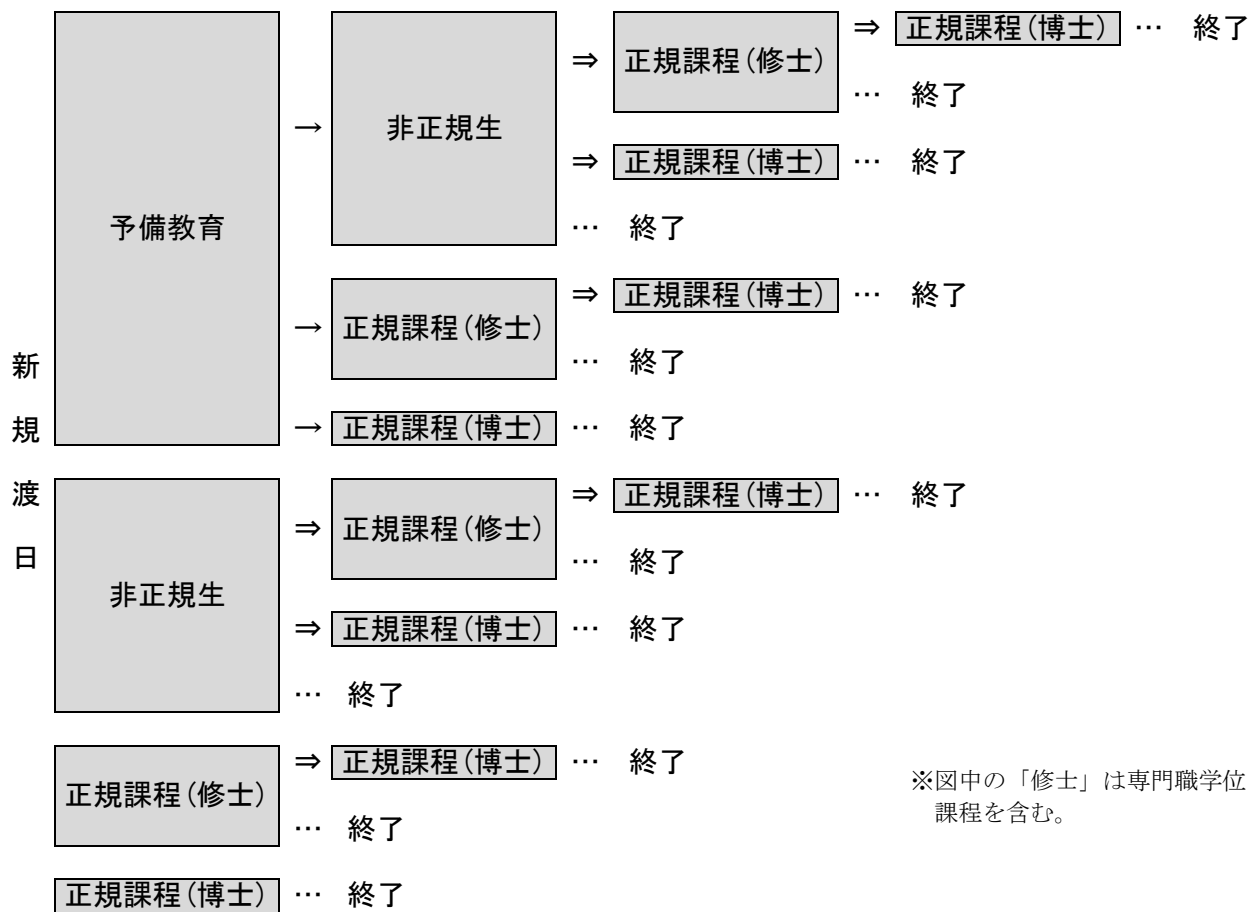 ⇒ 正規課程(博士) … 終了
⇒ 正規課程(修士)
… 終了
→ 非正規生
⇒ 正規課程(博士) … 終了
予備教育
… 終了
⇒ 正規課程(博士) … 終了
→ 正規課程(修士)
… 終了
→ 正規課程(博士) … 終了
新
規
渡
日
⇒ 正規課程(博士) … 終了
⇒ 正規課程(修士)
… 終了
非正規生
⇒ 正規課程(博士) … 終了
… 終了
⇒ 正規課程(博士) … 終了
正規課程(修士)
… 終了
正規課程(博士) … 終了
※図中の「修士」は専門職学位
課程を含む。